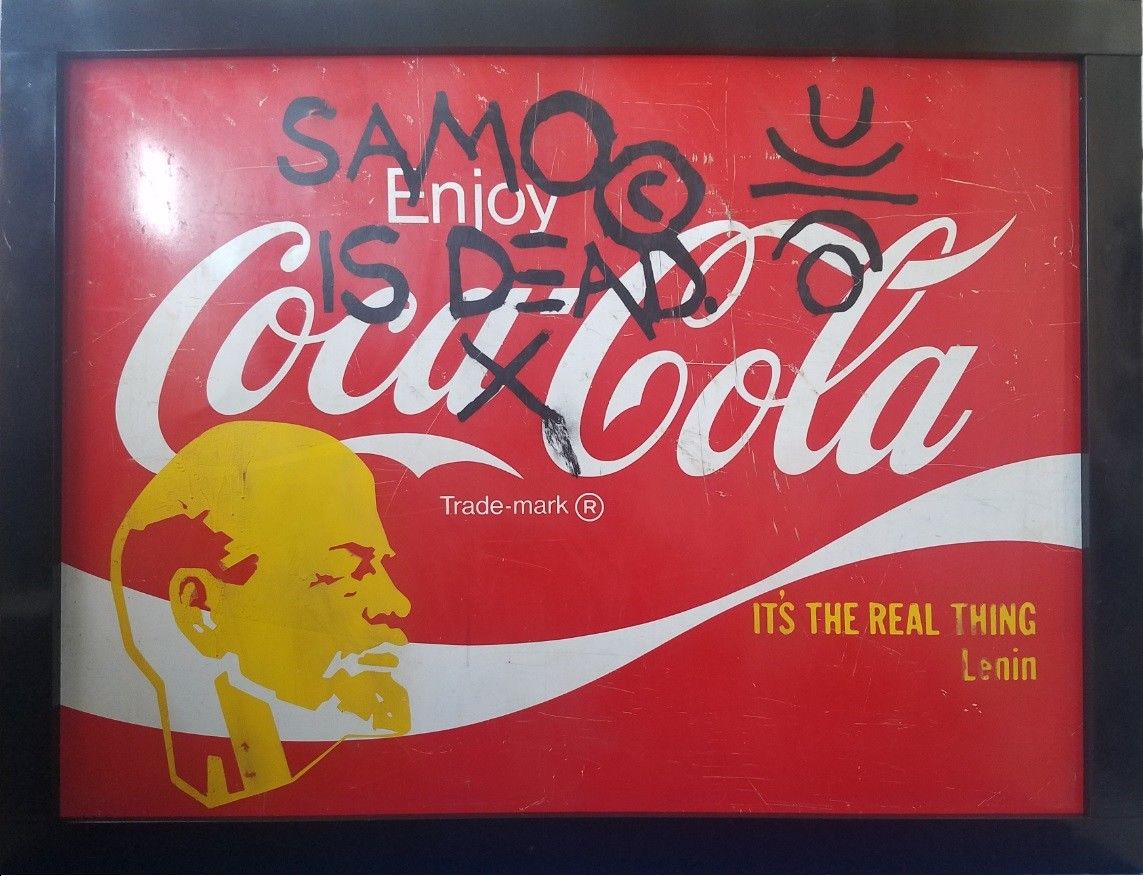 SAMO©
Enjoy
IS DEAD.
Coca-Cola
X
Trade-mark ®
IT'S THE REAL THING
Lenin